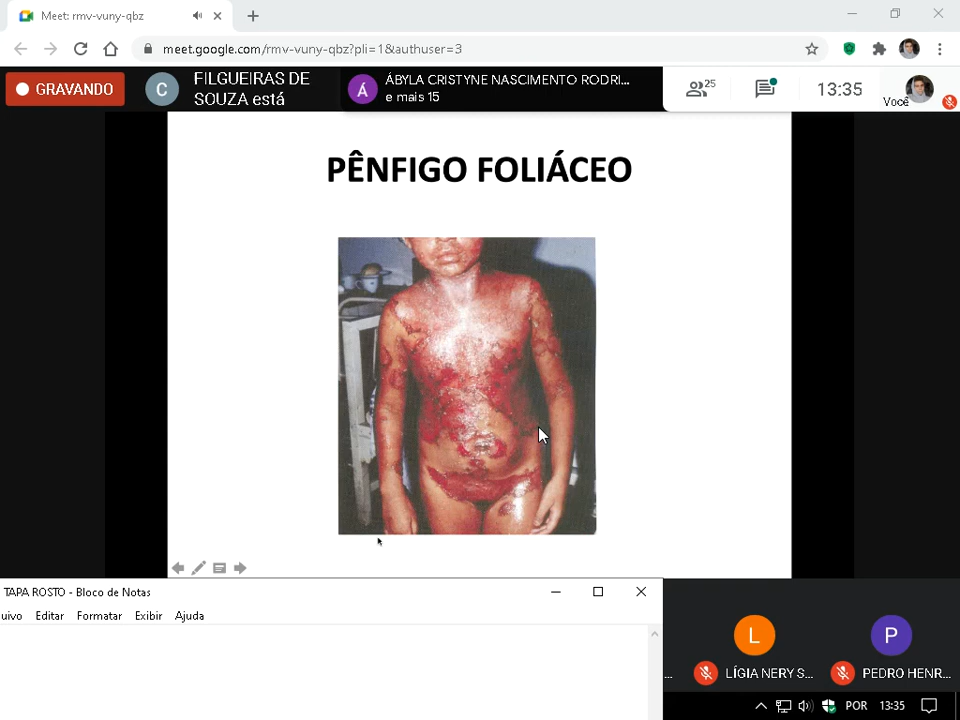 Meet: rmv-vuny-qbz
meet.google.com/rmv-vuny-qbz?pli=1&authuser=3
GRAVANDO
C
FILGUEIRAS DE
SOUZA está
Á
ÁBYLA CRISTYNE NASCIMENTO RODRI...
e mais 15
25
13:35
Você
PÊNFIGO FOLIÁCEO
TAPA ROSTO - Bloco de Notas
uivo Editar Formatar Exibir Ajuda
L
P
... LÍGIA NERY S... PEDRO HENR...
POR 13:35